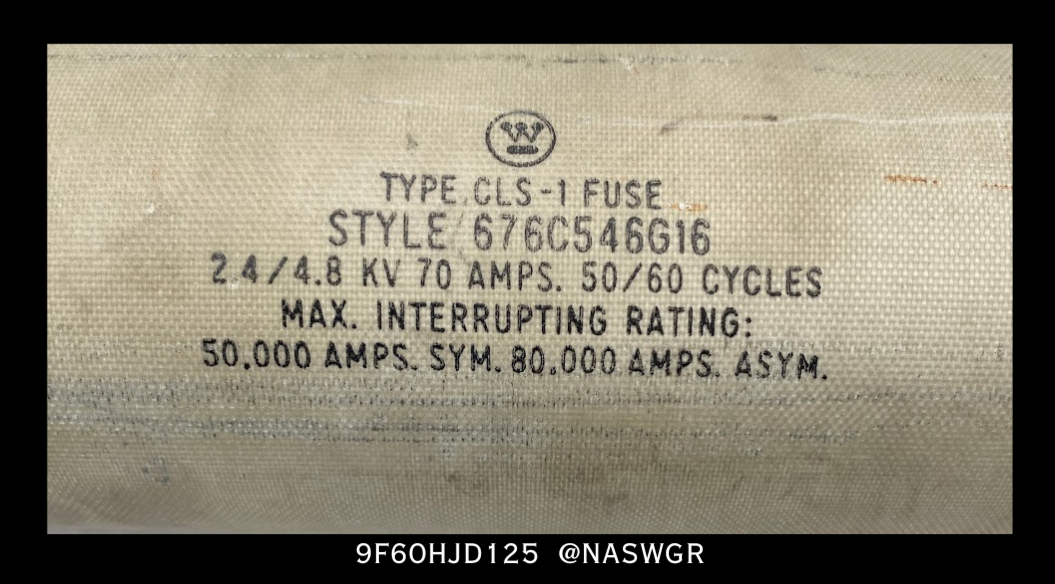 TYPE CLS-1 FUSE
STYLE 676C546G16
2.4/4.8 KV 70 AMPS. 50/60 CYCLES
MAX. INTERRUPTING RATING:
50,000 AMPS. SYM. 80,000 AMPS. ASYM.
9F60HJD125 @NASWGR